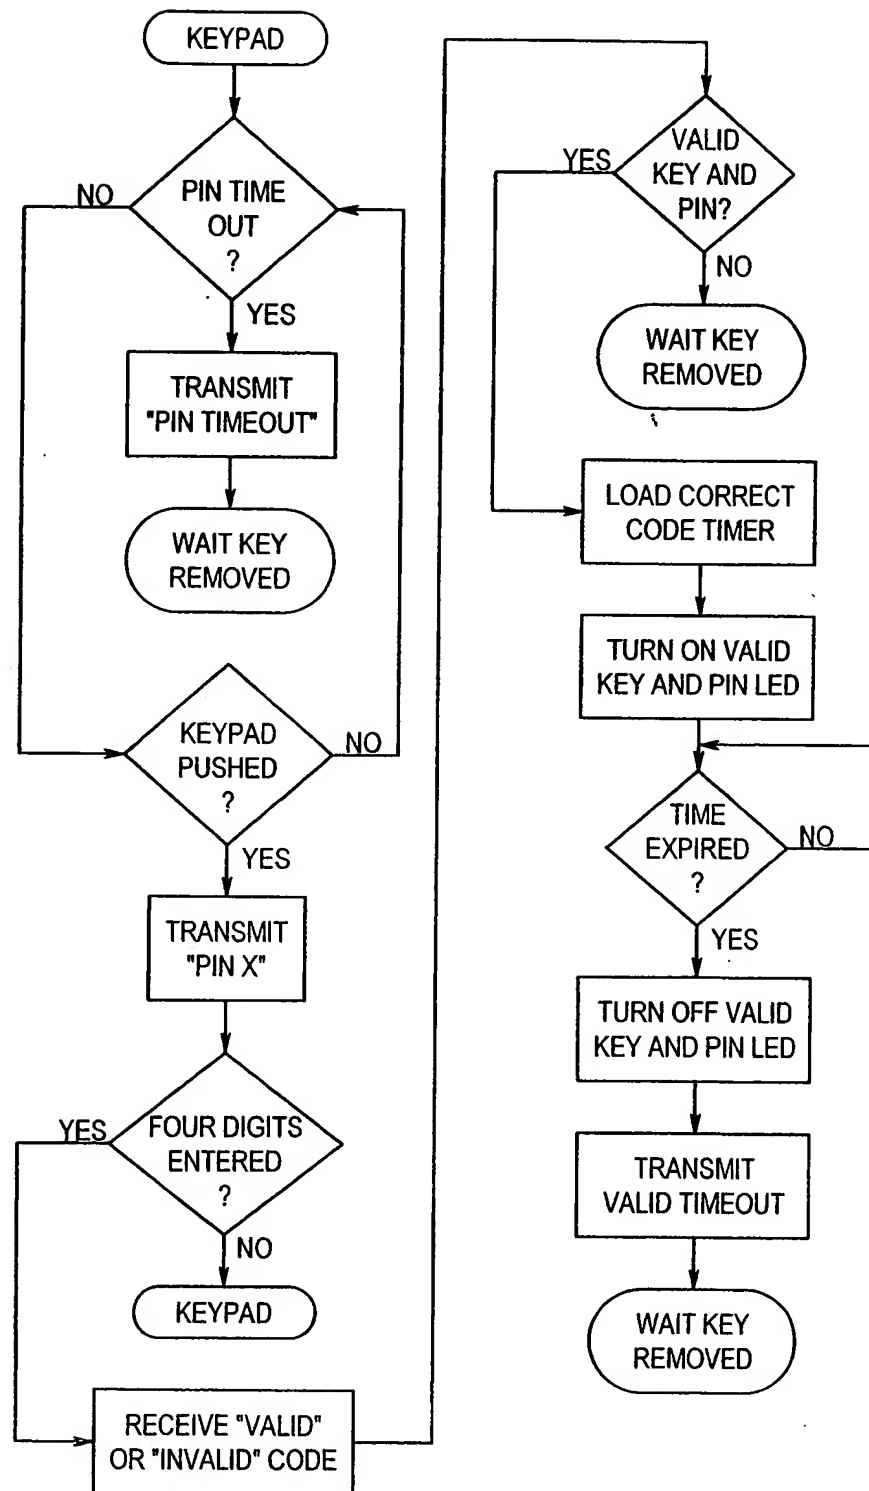 KEYPAD
NO
PIN TIME
OUT
?
YES
TRANSMIT
"PIN TIMEOUT"
WAIT KEY
REMOVED
KEYPAD
PUSHED
?
NO
YES
TRANSMIT
"PIN X"
YES
FOUR DIGITS
ENTERED
?
NO
KEYPAD
RECEIVE "VALID"
OR "INVALID" CODE
VALID
KEY AND
PIN?
YES
NO
WAIT KEY
REMOVED
LOAD CORRECT
CODE TIMER
TURN ON VALID
KEY AND PIN LED
TIME
EXPIRED
?
NO
YES
TURN OFF VALID
KEY AND PIN LED
TRANSMIT
VALID TIMEOUT
WAIT KEY
REMOVED